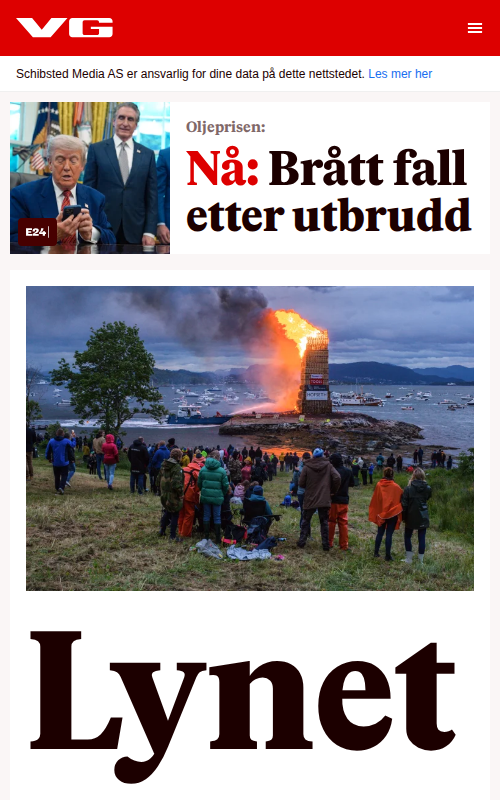 VG
Schibsted Media AS er ansvarlig for dine data på dette nettstedet. Les mer her
Oljeprisen:
Nå: Brått fall
etter utbrudd
E24
Lynet